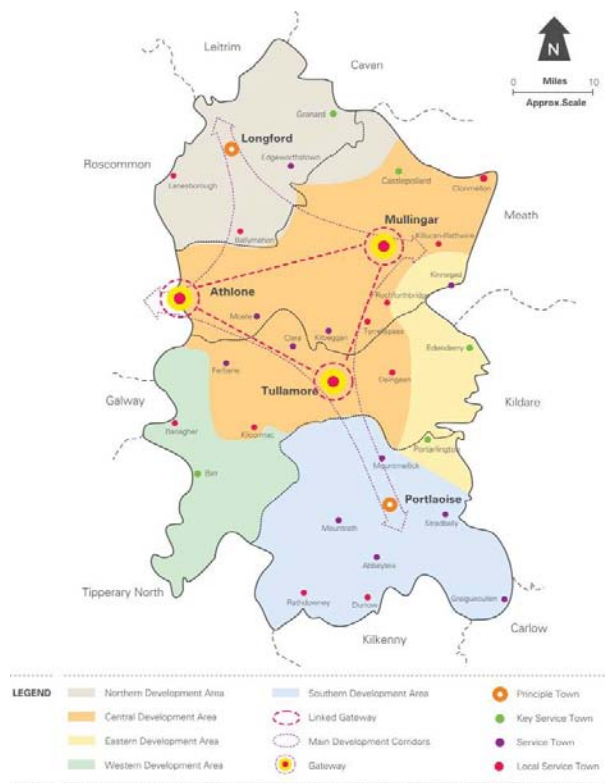 Leitrim
Cavan
N
0 10
Miles
Approx.Scale
Granard
Longford
Edgeworthstown
Roscommon
Lanesborough
Castlepollard
Clonmellon
Meath
Mullingar
Ballymahon
Killucan-Rathwire
Kinnegad
Athlone
Rochfortbridge
Moate
Clara
Kilbeggan
Tyrrellspass
Edenderry
Ferbane
Tullamore
Daingean
Galway
Kildare
Banagher
Kilcormac
Portarlington
Mountmellick
Birr
Portlaoise
Mountrath
Stradbally
Abbeyleix
Tipperary North
Rathdowney
Durrow
Graiguecullen
Carlow
Kilkenny
LEGEND
Northern Development Area
Central Development Area
Eastern Development Area
Western Development Area
Southern Development Area
Linked Gateway
Main Development Corridors
Gateway
Principle Town
Key Service Town
Service Town
Local Service Town